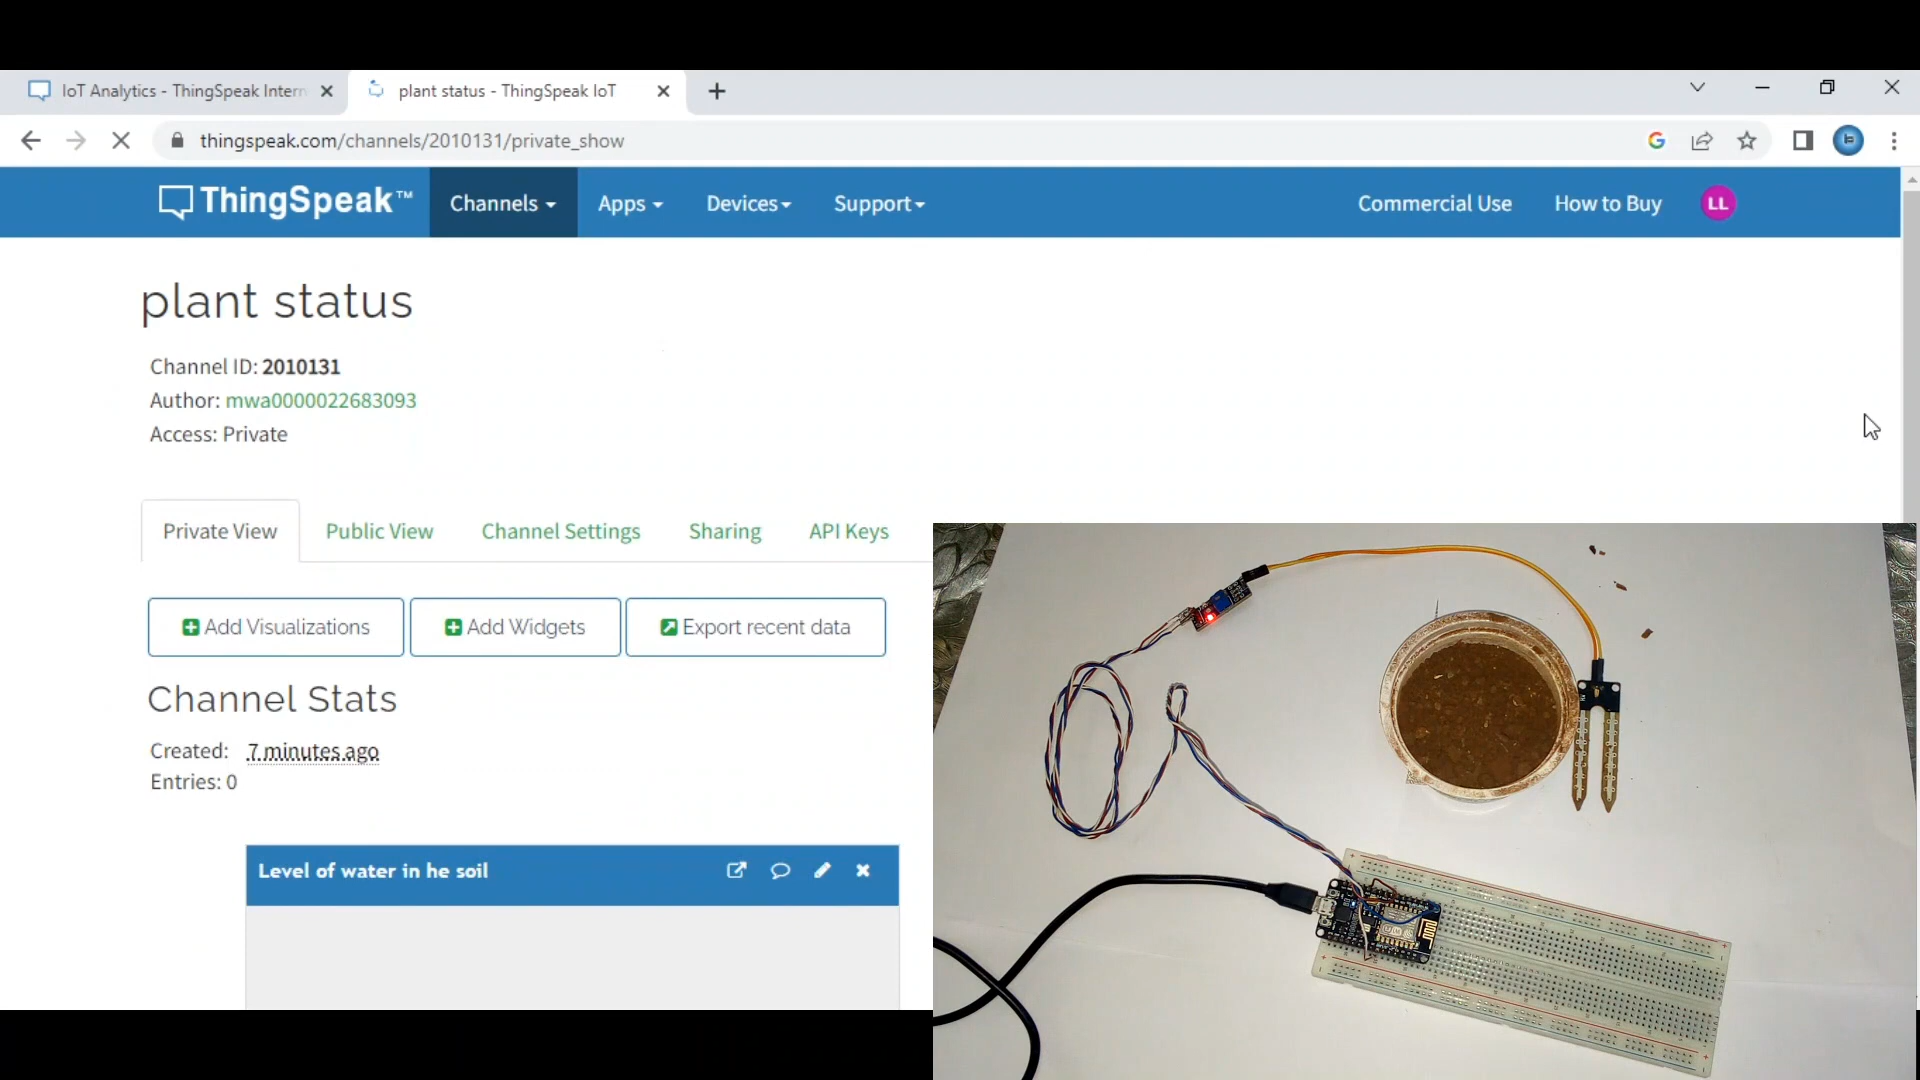 IoT Analytics - ThingSpeak Intern
plant status - ThingSpeak IoT
thingspeak.com/channels/2010131/private_show
ThingSpeak™
Channels
Apps
Devices
Support
Commercial Use
How to Buy
LL
plant status
Channel ID: 2010131
Author: mwa0000022683093
Access: Private
Private View
Public View
Channel Settings
Sharing
API Keys
Add Visualizations
Add Widgets
Export recent data
Channel Stats
Created: 7 minutes ago
Entries: 0
Level of water in he soil